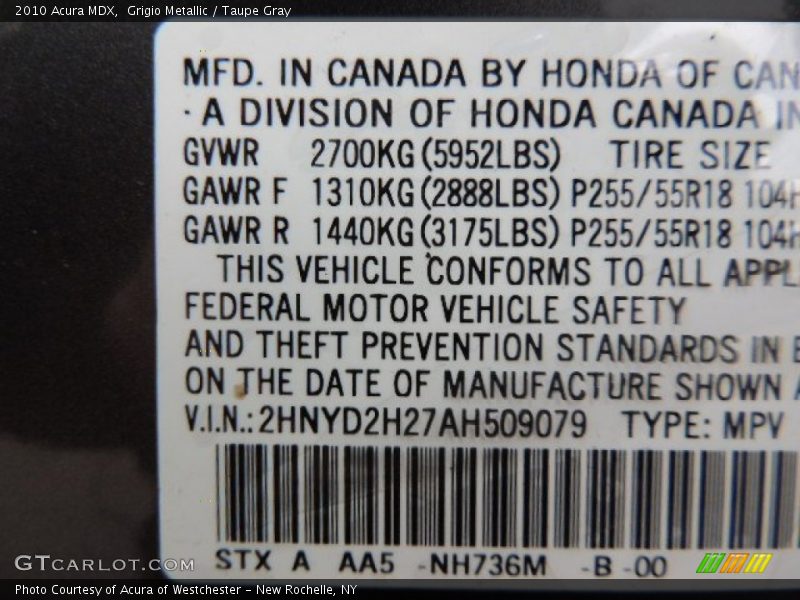 2010 Acura MDX,  Grigio Metallic / Taupe Gray
MFD. IN CANADA BY HONDA OF CAN
· A DIVISION OF HONDA CANADA IN
GVWR 2700KG(5952LBS) TIRE SIZE
GAWR F 1310KG(2888LBS) P255/55R18 104H
GAWR R 1440KG(3175LBS) P255/55R18 104H
THIS VEHICLE CONFORMS TO ALL APPL
FEDERAL MOTOR VEHICLE SAFETY
AND THEFT PREVENTION STANDARDS IN E
ON THE DATE OF MANUFACTURE SHOWN A
V.I.N.: 2HNYD2H27AH509079 TYPE: MPV
STX A AA5 -NH736M -B -00
GTCARLOT.COM
Photo Courtesy of Acura of Westchester - New Rochelle, NY